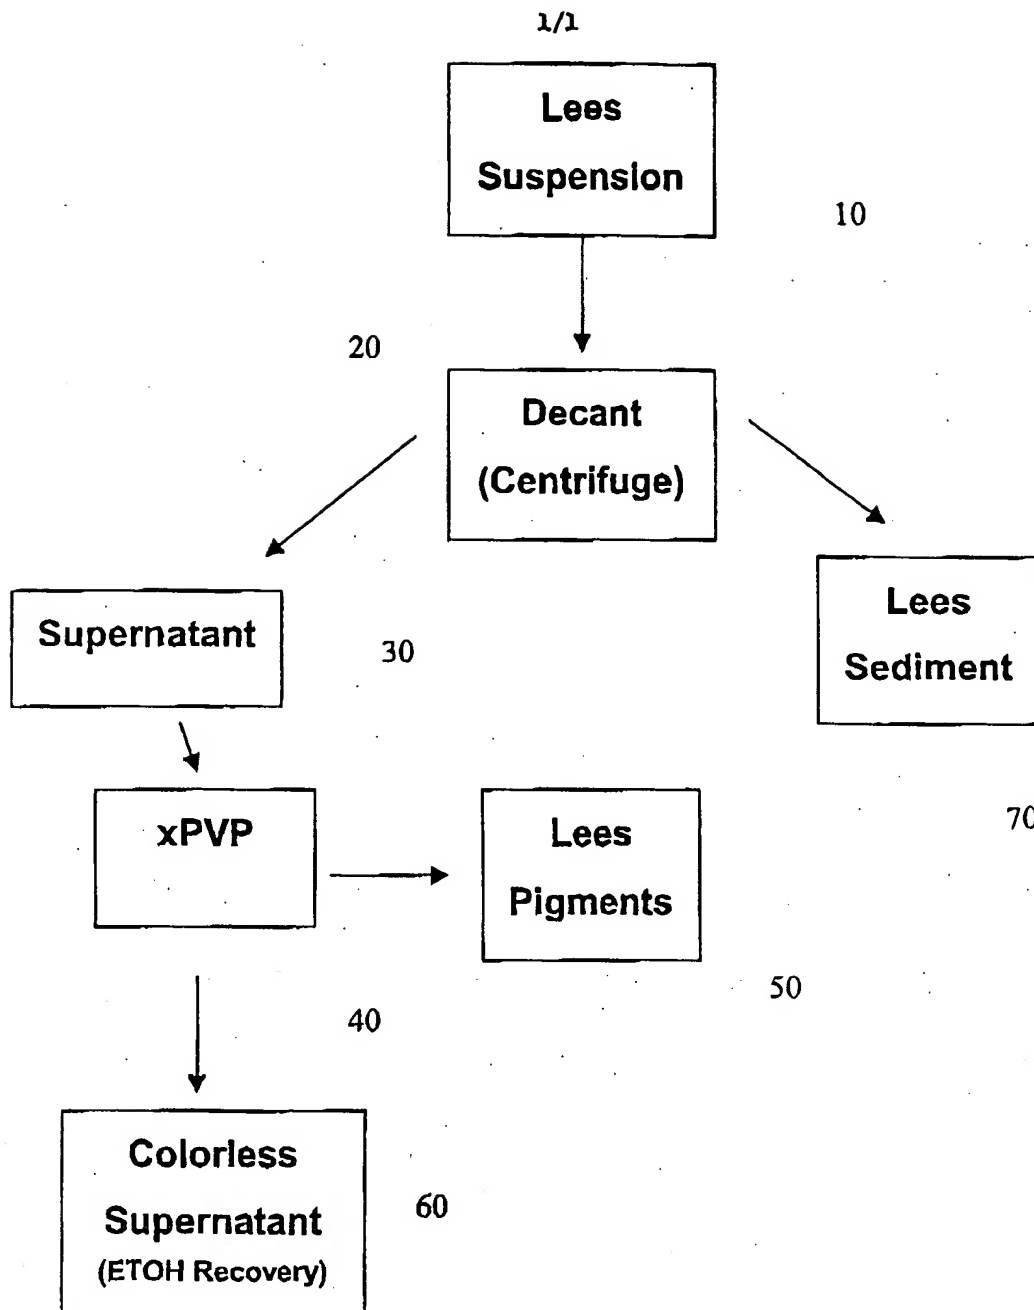 1/1
Lees
Suspension
10
20
Decant
(Centrifuge)
Supernatant
30
Lees
Sediment
70
xPVP
Lees
Pigments
50
40
Colorless
Supernatant
(ETOH Recovery)
60